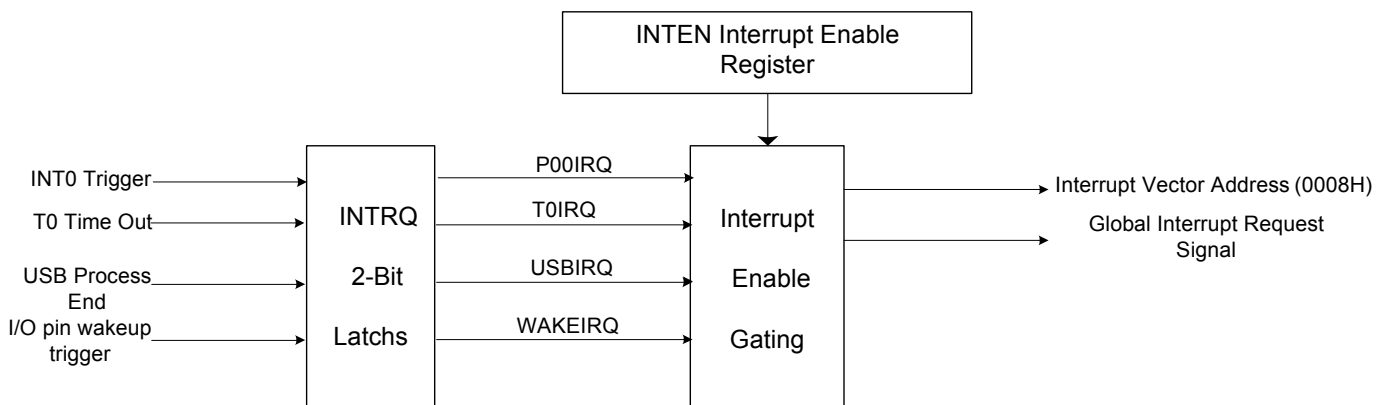 INTEN Interrupt Enable
Register
INT0 Trigger
T0 Time Out
USB Process
End
I/O pin wakeup
trigger
INTRQ
2-Bit
Latchs
P00IRQ
T0IRQ
USBIRQ
WAKEIRQ
Interrupt
Enable
Gating
Interrupt Vector Address (0008H)
Global Interrupt Request
Signal